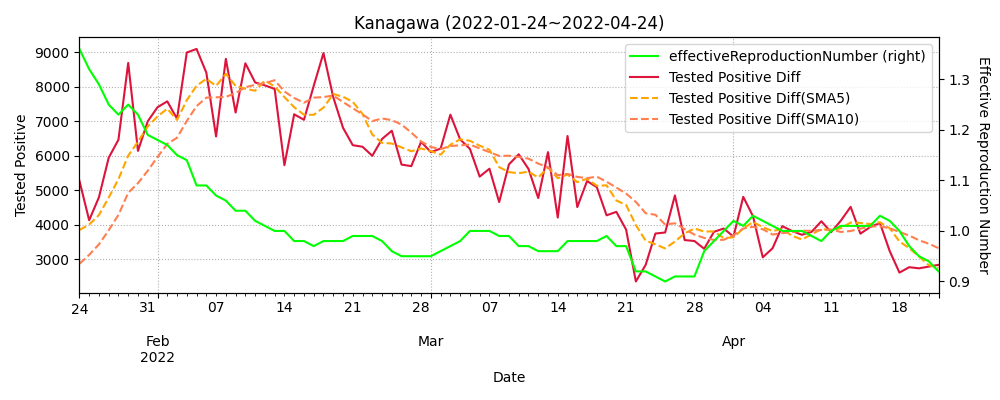 Kanagawa (2022-01-24~2022-04-24)
effectiveReproductionNumber (right)
Tested Positive Diff
Tested Positive Diff(SMA5)
Tested Positive Diff(SMA10)
Tested Positive
9000
8000
7000
6000
5000
4000
3000
Effective Reproduction Number
1.3
1.2
1.1
1.0
0.9
24 31 07 14 21 28 07 14 21 28 04 11 18
Feb Mar Apr
2022
Date